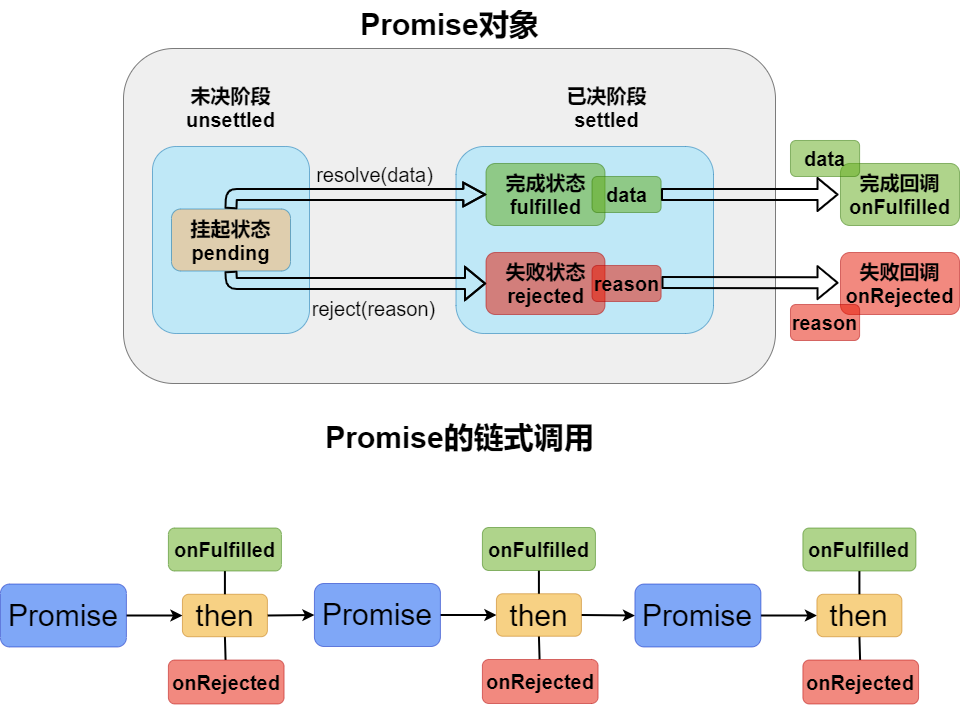 Promise对象
未决阶段
unsettled
已决阶段
settled
resolve(data)
挂起状态
pending
reject(reason)
完成状态
fulfilled
data
失败状态
rejected
reason
data
完成回调
onFulfilled
失败回调
onRejected
reason
Promise的链式调用
onFulfilled
onFulfilled
onFulfilled
Promise
then
Promise
then
Promise
then
onRejected
onRejected
onRejected